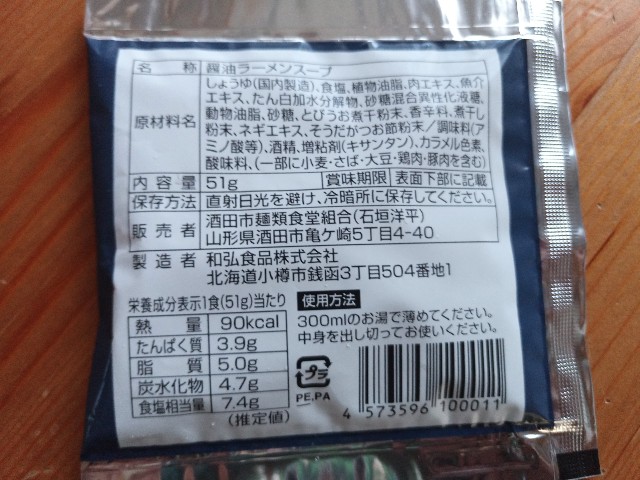 名称 醤油ラーメンスープ
原材料名 しょうゆ(国内製造)、食塩、植物油脂、肉エキス、魚介
エキス、たん白加水分解物、砂糖混合異性化液糖、
動物油脂、砂糖、とびうお煮干粉末、香辛料、煮干し
粉末、ネギエキス、そうだがつお節粉末／調味料(ア
ミノ酸等)、酒精、増粘剤(キサンタン)、カラメル色素、
酸味料、(一部に小麦・さば・大豆・鶏肉・豚肉を含む)
内容量 51g 賞味期限 表面下部に記載
保存方法 直射日光を避け、冷暗所に保存してください。
販売者 酒田市麺類食堂組合(石垣洋平)
山形県酒田市亀ケ崎5丁目4-40
製造者 和弘食品株式会社
北海道小樽市銭函3丁目504番地1
栄養成分表示1食(51g)当たり
熱量 90kcal
たんぱく質 3.9g
脂質 5.0g
炭水化物 4.7g
食塩相当量 7.4g
(推定値)
使用方法
300mlのお湯で薄めてください。
中身を出し切ってお使いください。
プラ
PE,PA
4 573596 100011